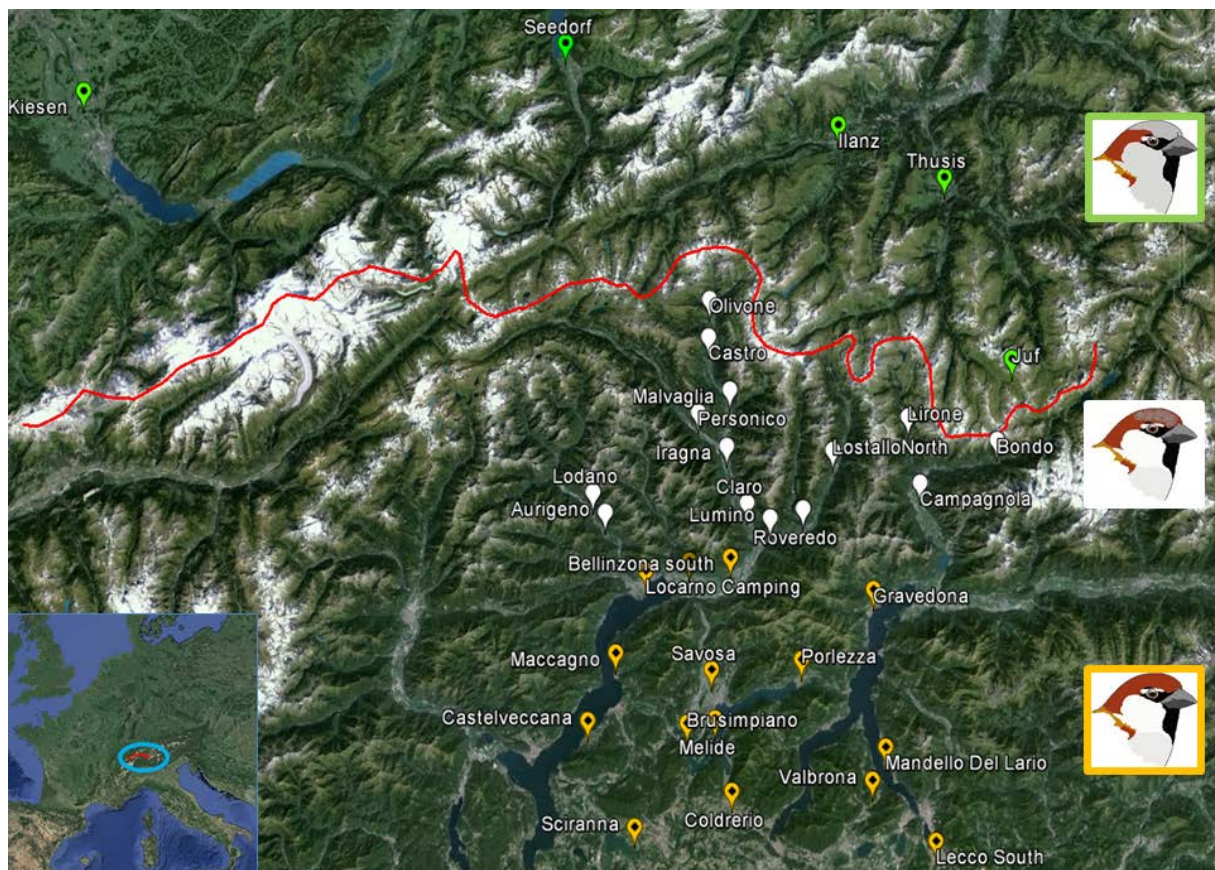 Seedorf
Kiesen
Ilanz
Thusis
Olivone
Castro
Juf
Malvaglia
Personico
Lirone
Bondo
Iragna
LostalloNorth
Lodano
Claro
Campagnola
Aurigeno
Lumino
Roveredo
Bellinzona south
Locarno Camping
Gravedona
Maccagno
Savosa
Porlezza
Castelveccana
Brusimpiano
Melide
Mandello Del Lario
Valbrona
Sciranna
Coldrerio
Lecco South